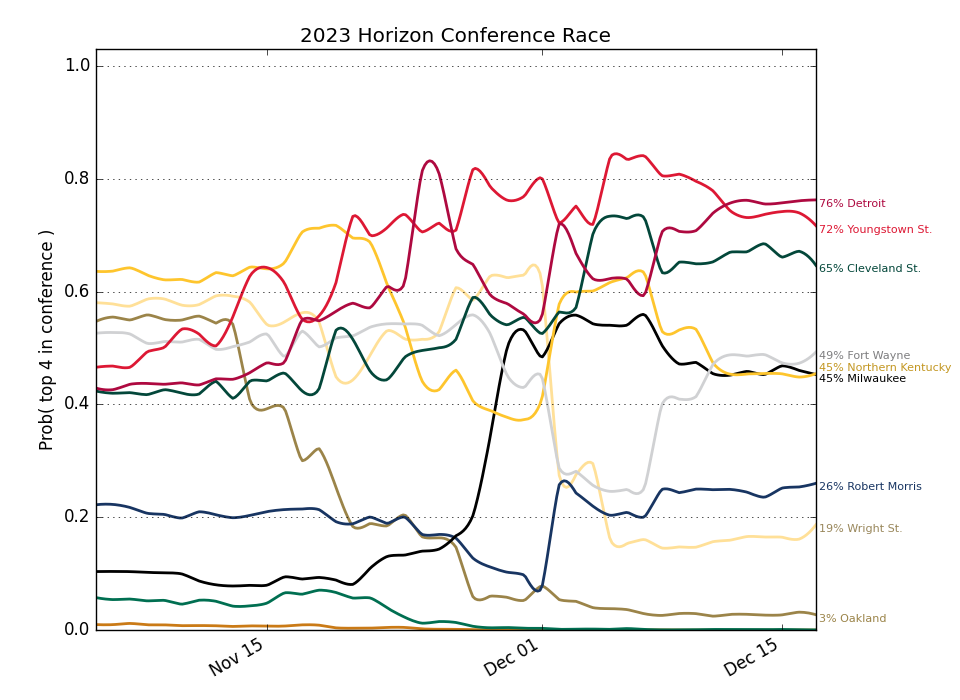 2023 Horizon Conference Race
Prob( top 4 in conference )
1.0
0.8
0.6
0.4
0.2
0.0
Nov 15
Dec 01
Dec 15
76% Detroit
72% Youngstown St.
65% Cleveland St.
49% Fort Wayne
45% Northern Kentucky
45% Milwaukee
26% Robert Morris
19% Wright St.
3% Oakland